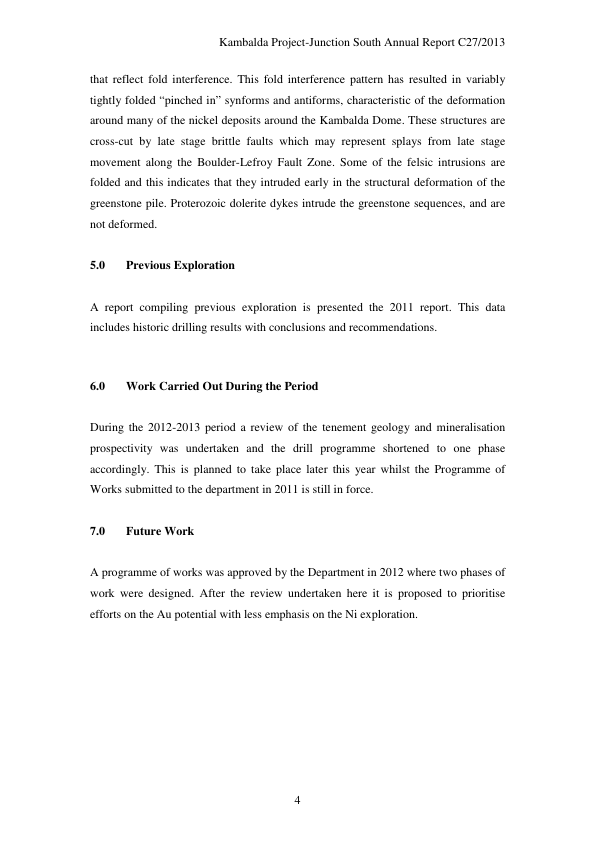 Kambalda Project-Junction South Annual Report C27/2013
that reflect fold interference. This fold interference pattern has resulted in variably
tightly folded “pinched in” synforms and antiforms, characteristic of the deformation
around many of the nickel deposits around the Kambalda Dome. These structures are
cross-cut by late stage brittle faults which may represent splays from late stage
movement along the Boulder-Lefroy Fault Zone. Some of the felsic intrusions are
folded and this indicates that they intruded early in the structural deformation of the
greenstone pile. Proterozoic dolerite dykes intrude the greenstone sequences, and are
not deformed.
5.0 Previous Exploration
A report compiling previous exploration is presented the 2011 report. This data
includes historic drilling results with conclusions and recommendations.
6.0 Work Carried Out During the Period
During the 2012-2013 period a review of the tenement geology and mineralisation
prospectivity was undertaken and the drill programme shortened to one phase
accordingly. This is planned to take place later this year whilst the Programme of
Works submitted to the department in 2011 is still in force.
7.0 Future Work
A programme of works was approved by the Department in 2012 where two phases of
work were designed. After the review undertaken here it is proposed to prioritise
efforts on the Au potential with less emphasis on the Ni exploration.
4